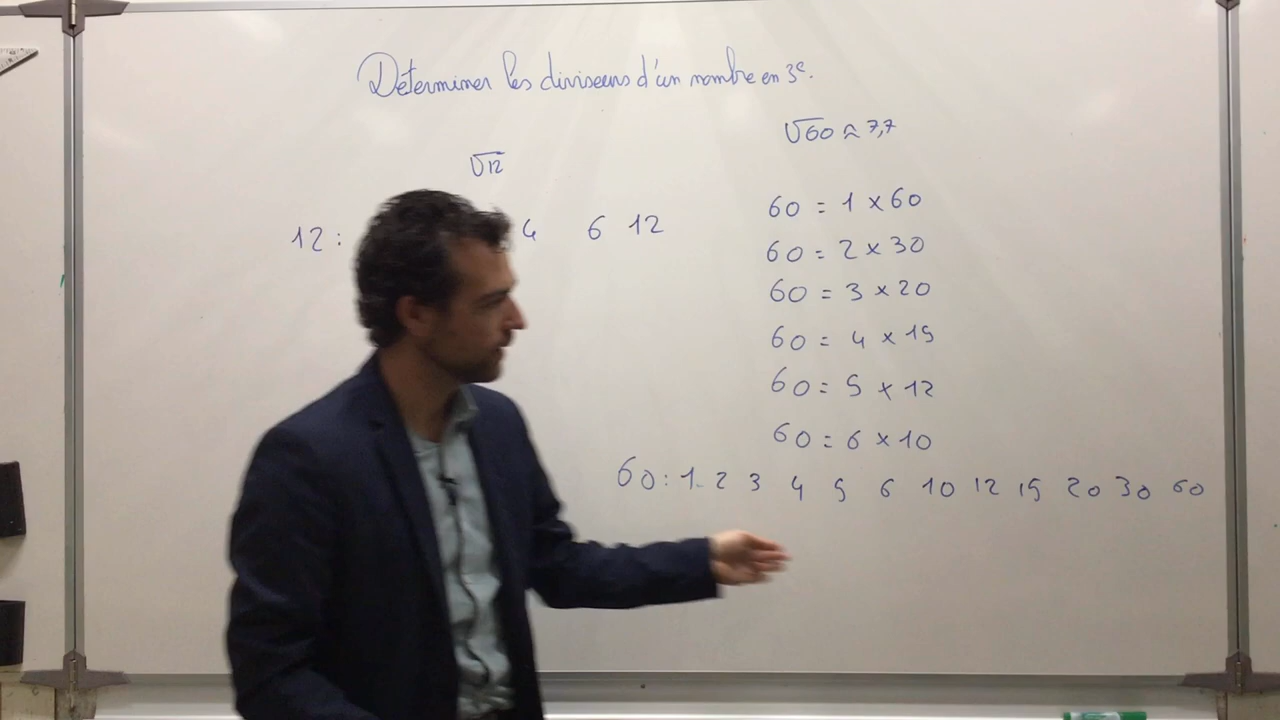 Déterminer les diviseurs d'un nombre en 3e.
√12
12 : 4 6 12
√60 ≈ 7,7
60 = 1 × 60
60 = 2 × 30
60 = 3 × 20
60 = 4 × 15
60 = 5 × 12
60 = 6 × 10
60 : 1 2 3 4 5 6 10 12 15 20 30 60